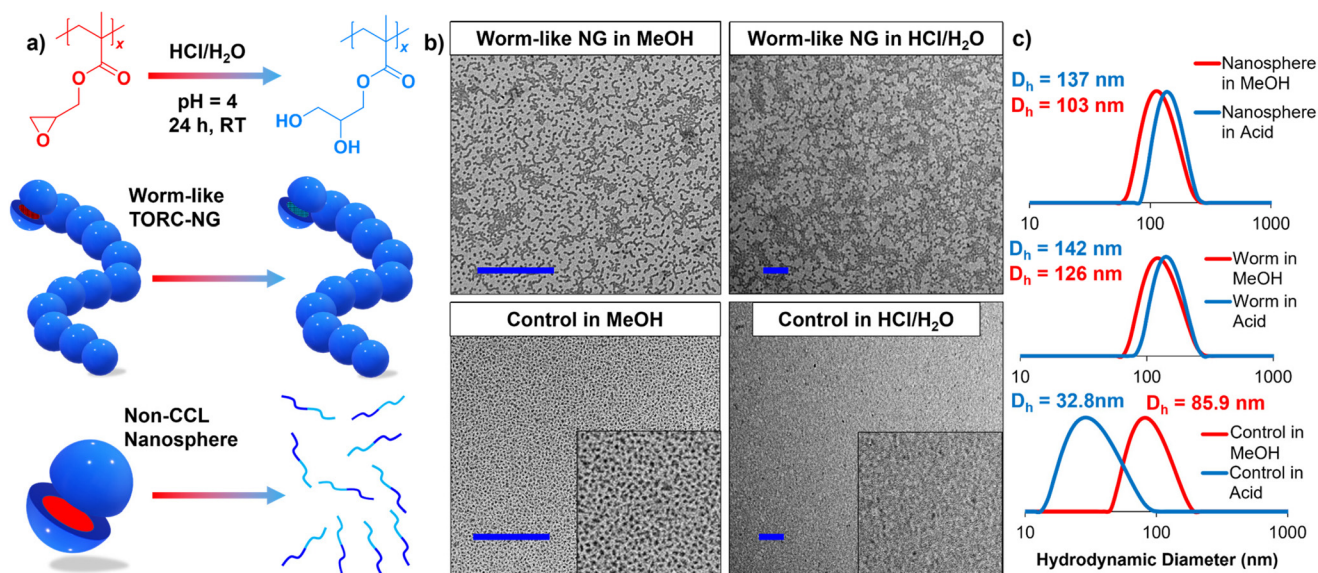 a)
x
O
O
O
HCl/H₂O
pH = 4
24 h, RT
x
O
O
HO
OH
Worm-like
TORC-NG
Non-CCL
Nanosphere
b)
Worm-like NG in MeOH
Worm-like NG in HCl/H₂O
Control in MeOH
Control in HCl/H₂O
c)
Dₕ = 137 nm
Dₕ = 103 nm
Nanosphere
in MeOH
Nanosphere
in Acid
10 100 1000
Dₕ = 142 nm
Dₕ = 126 nm
Worm in
MeOH
Worm in
Acid
10 100 1000
Dₕ = 32.8nm Dₕ = 85.9 nm
Control in
MeOH
Control in
Acid
10 100 1000
Hydrodynamic Diameter (nm)